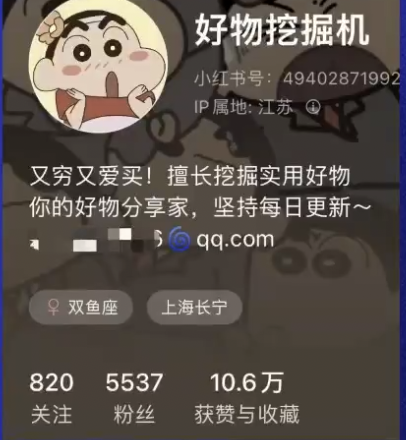 好物挖掘机
小红书号：49402871992
IP属地：江苏
又穷又爱买！擅长挖掘实用好物
你的好物分享家，坚持每日更新～
6🌀qq.com
♀ 双鱼座 上海长宁
820 5537 10.6万
关注 粉丝 获赞与收藏